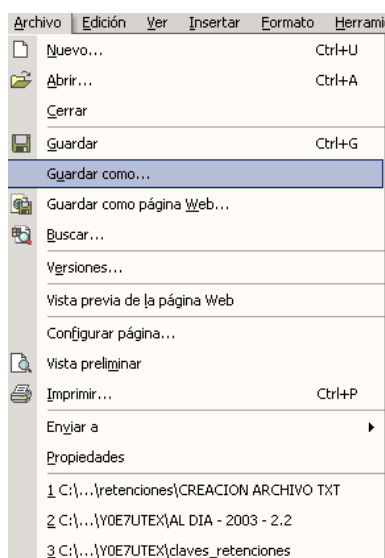 Archivo Edición Ver Insertar Formato Herrami
Nuevo... Ctrl+U
Abrir... Ctrl+A
Cerrar
Guardar Ctrl+G
Guardar como...
Guardar como página Web...
Buscar...
Versiones...
Vista previa de la página Web
Configurar página...
Vista preliminar
Imprimir... Ctrl+P
Enviar a
Propiedades
1 C:\...\retenciones\CREACION ARCHIVO TXT
2 C:\...\Y0E7UTEX\AL DIA - 2003 - 2.2
3 C:\...\Y0E7UTEX\claves_retenciones